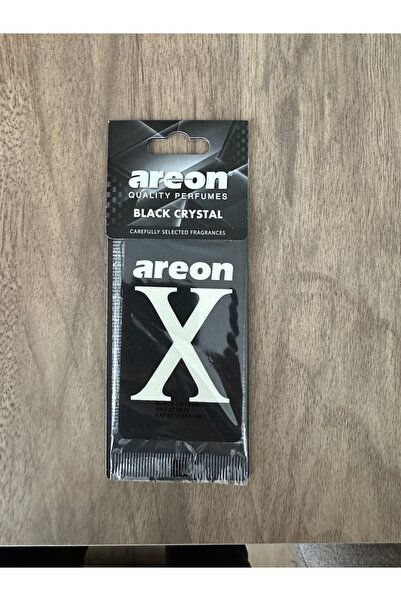 areon®
QUALITY PERFUMES
BLACK CRYSTAL
CAREFULLY SELECTED FRAGRANCES
areon
X